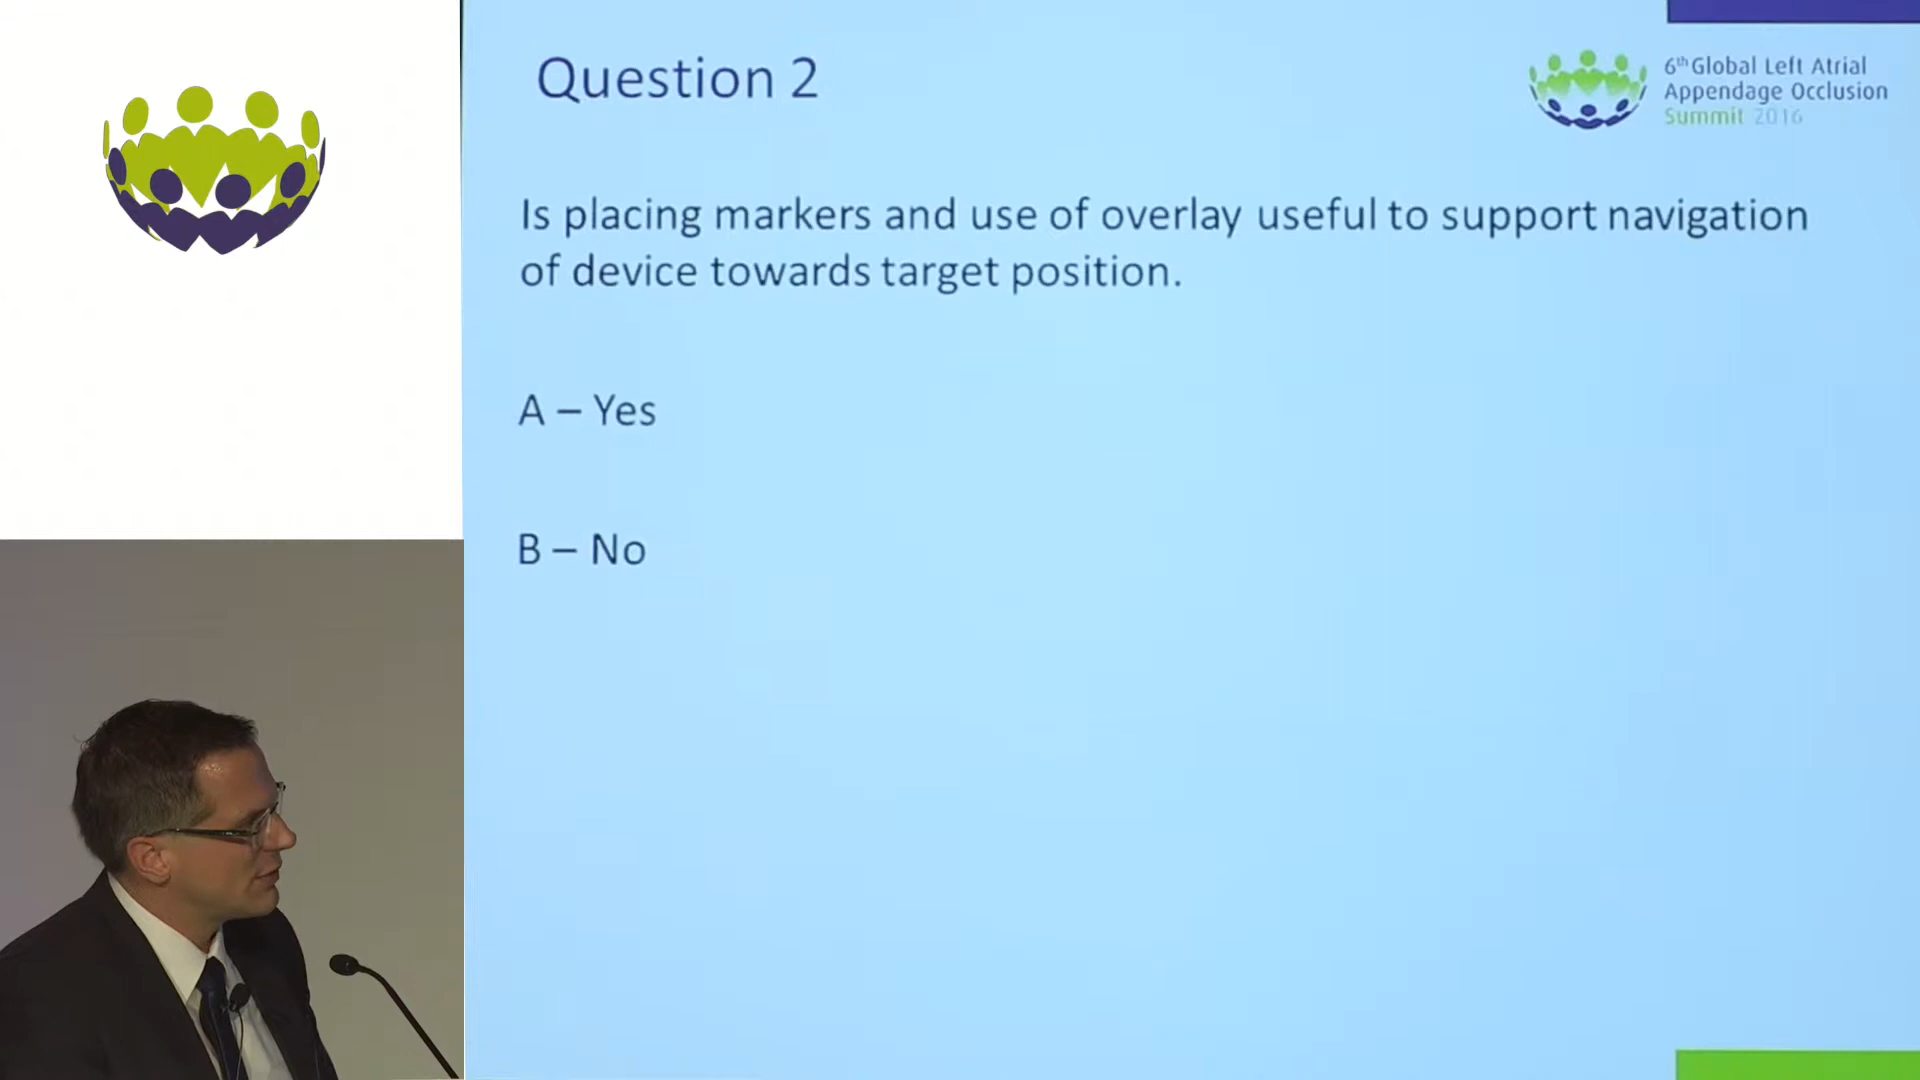 Question 2
6th Global Left Atrial
Appendage Occlusion
Summit 2016
Is placing markers and use of overlay useful to support navigation
of device towards target position.
A – Yes
B – No